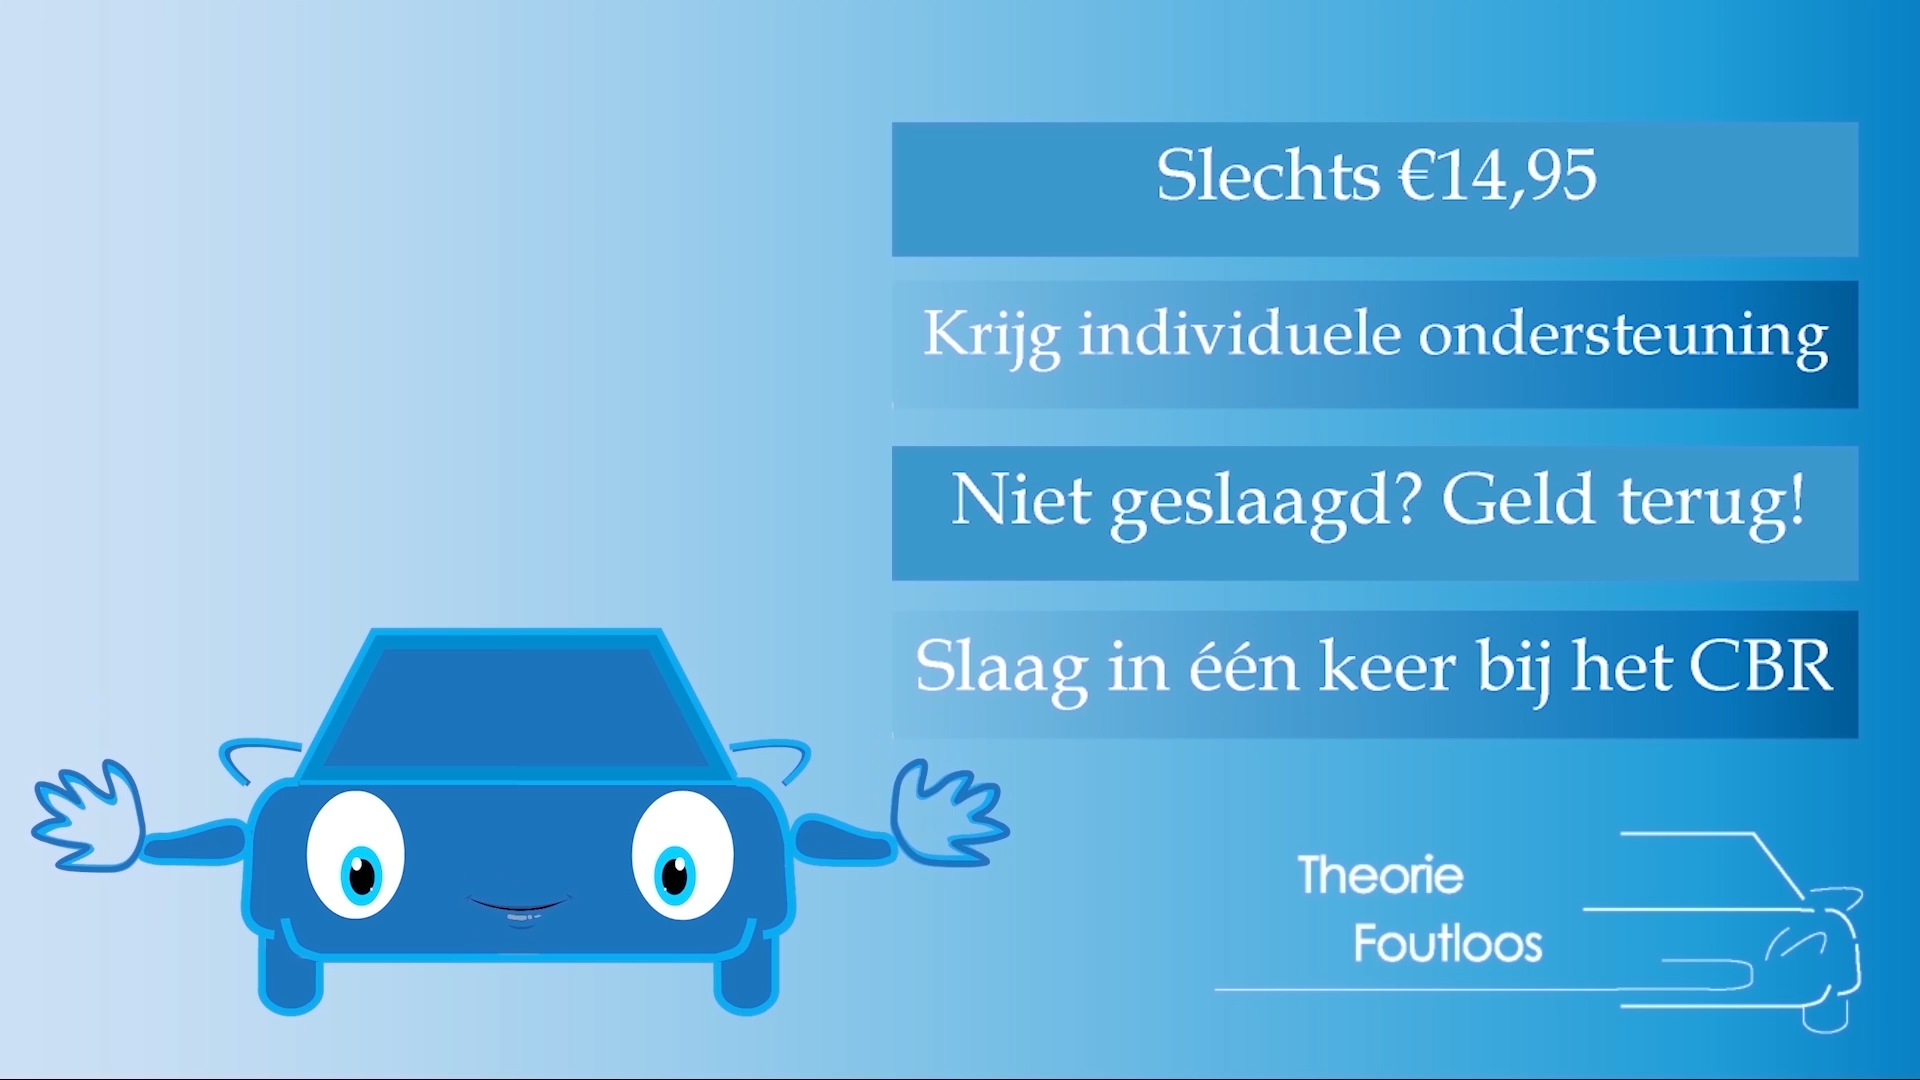 Slechts €14,95
Krijg individuele ondersteuning
Niet geslaagd? Geld terug!
Slaag in één keer bij het CBR
Theorie
Foutloos